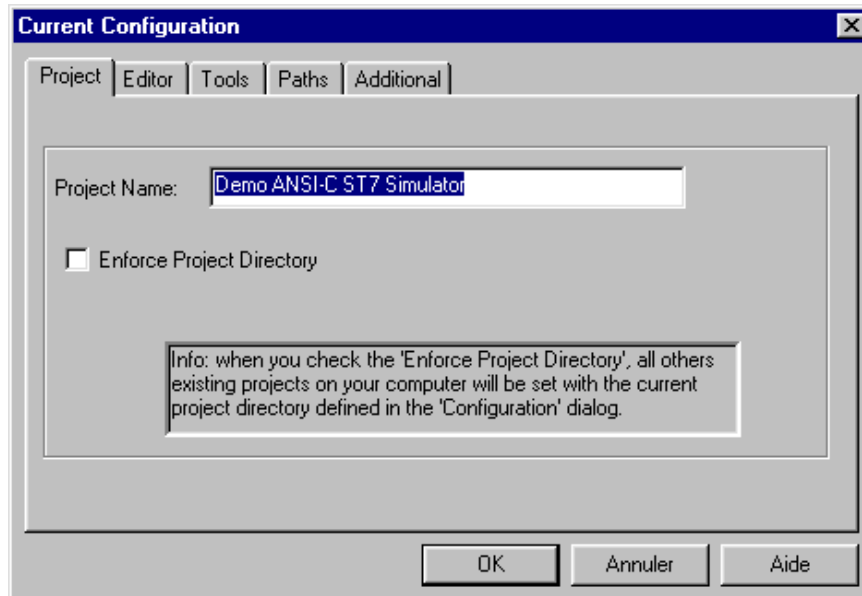 Current Configuration
Project Editor Tools Paths Additional
Project Name: Demo ANSI-C ST7 Simulator
Enforce Project Directory
Info: when you check the 'Enforce Project Directory', all others
existing projects on your computer will be set with the current
project directory defined in the 'Configuration' dialog.
OK Annuler Aide